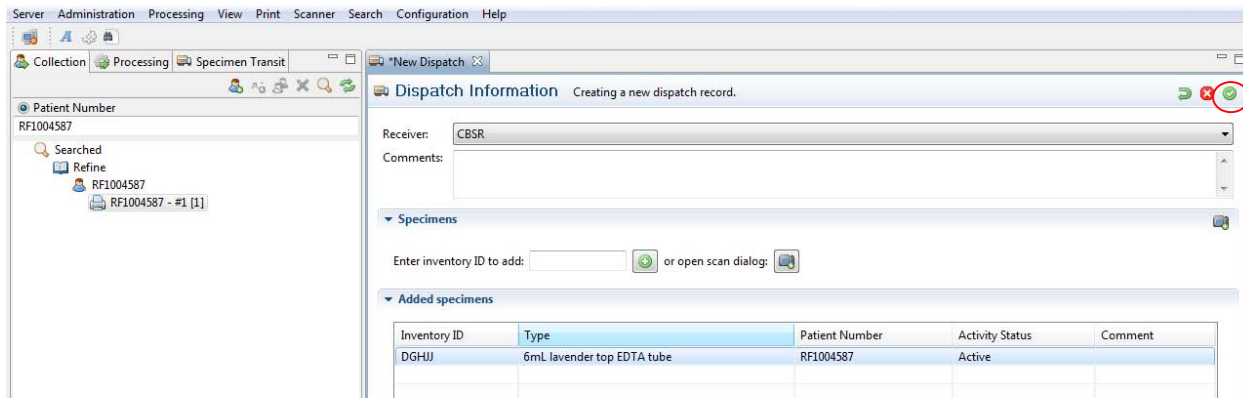 Server Administration Processing View Print Scanner Search Configuration Help
Collection Processing Specimen Transit
Patient Number
RF1004587
Searched
Refine
RF1004587
RF1004587 - #1 [1]
*New Dispatch
Dispatch Information Creating a new dispatch record.
Receiver: CBSR
Comments:
Specimens
Enter inventory ID to add: or open scan dialog:
Added specimens
Inventory ID Type Patient Number Activity Status Comment
DGHJJ 6mL lavender top EDTA tube RF1004587 Active